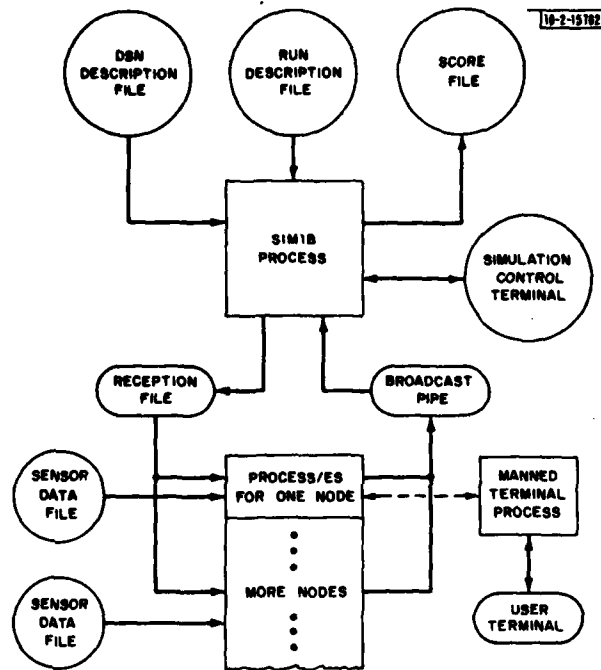 18-2-15782
DSN
DESCRIPTION
FILE
RUN
DESCRIPTION
FILE
SCORE
FILE
SIM1B
PROCESS
SIMULATION
CONTROL
TERMINAL
RECEPTION
FILE
BROADCAST
PIPE
SENSOR
DATA
FILE
PROCESS/ES
FOR ONE NODE
MANNED
TERMINAL
PROCESS
MORE NODES
SENSOR
DATA
FILE
USER
TERMINAL